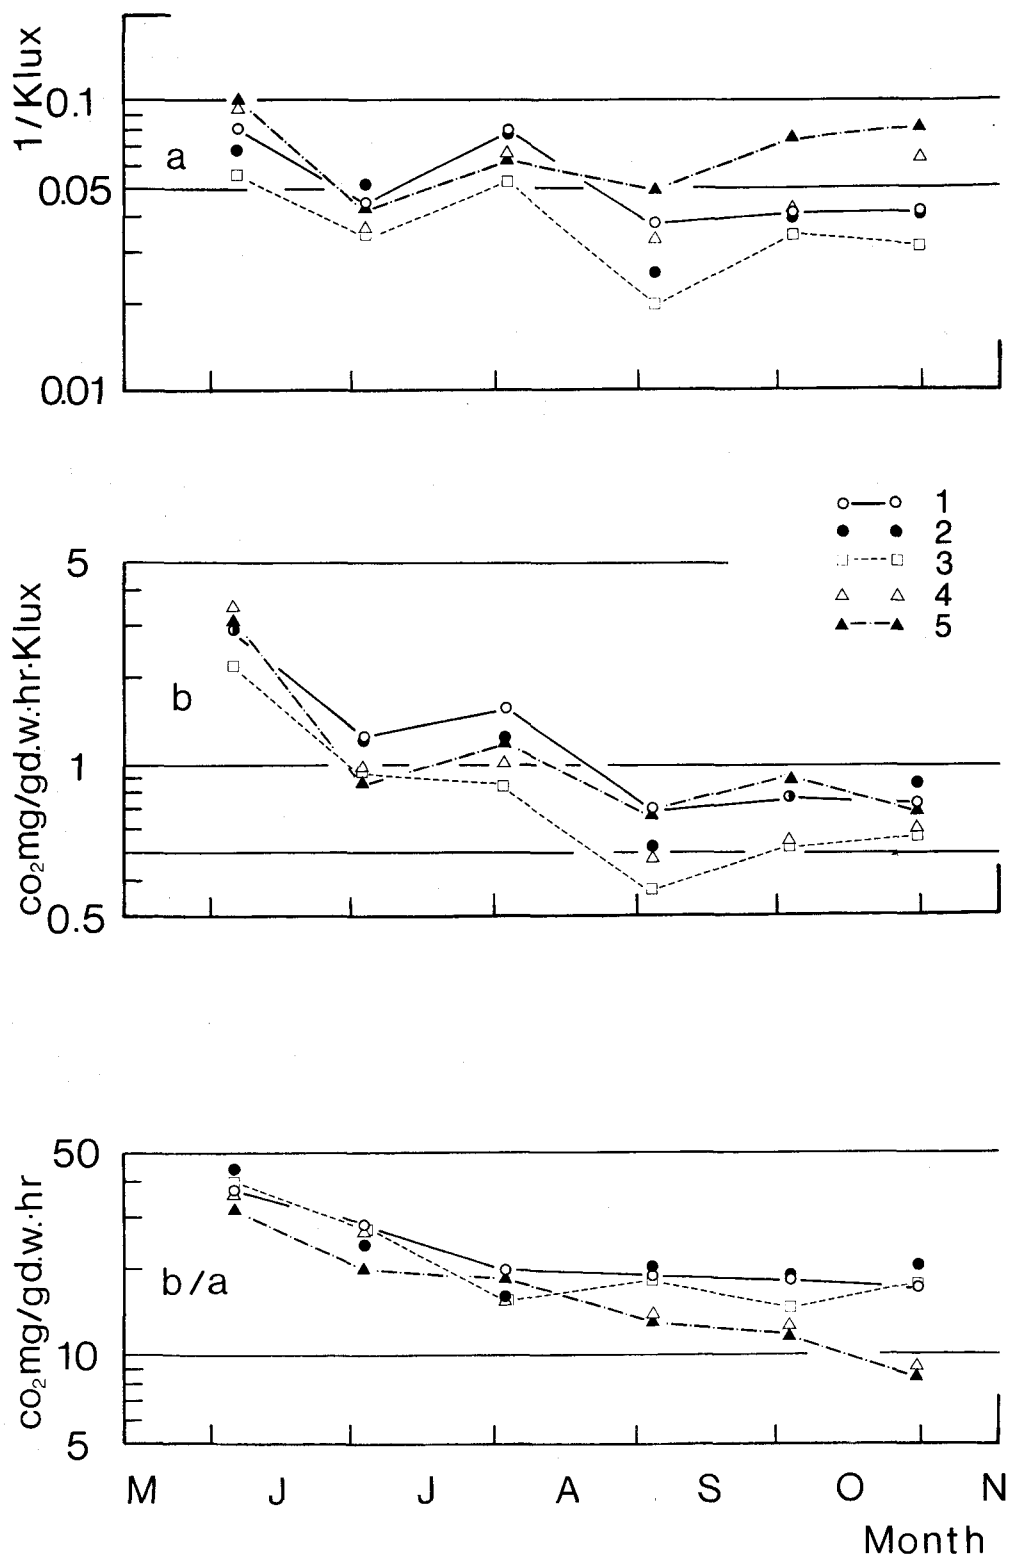 1/Klux
0.1
a
0.05
0.01
1
2
3
4
5
co₂mg/gd.w.·hr·Klux
5
b
1
0.5
co₂mg/gd.w.·hr
50
b/a
10
5
M J J A S O N
Month